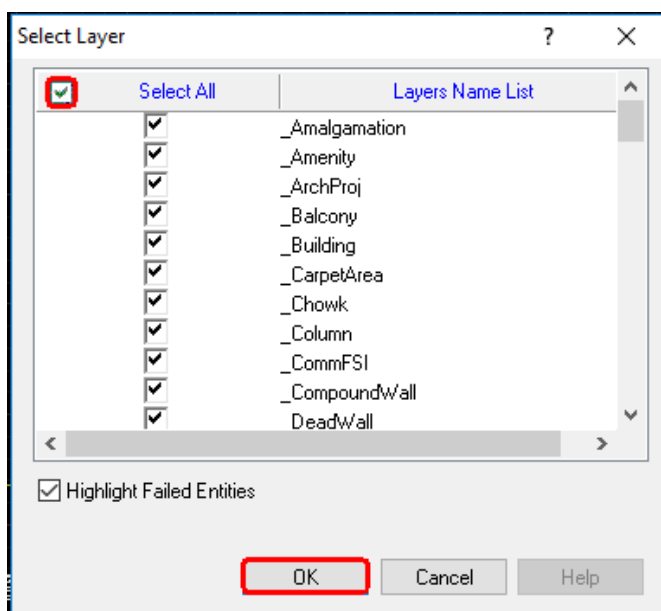 Select Layer ?
Select All Layers Name List
_Amalgamation
_Amenity
_ArchProj
_Balcony
_Building
_CarpetArea
_Chowk
_Column
_CommFSI
_CompoundWall
DeadWall
Highlight Failed Entities
OK Cancel Help